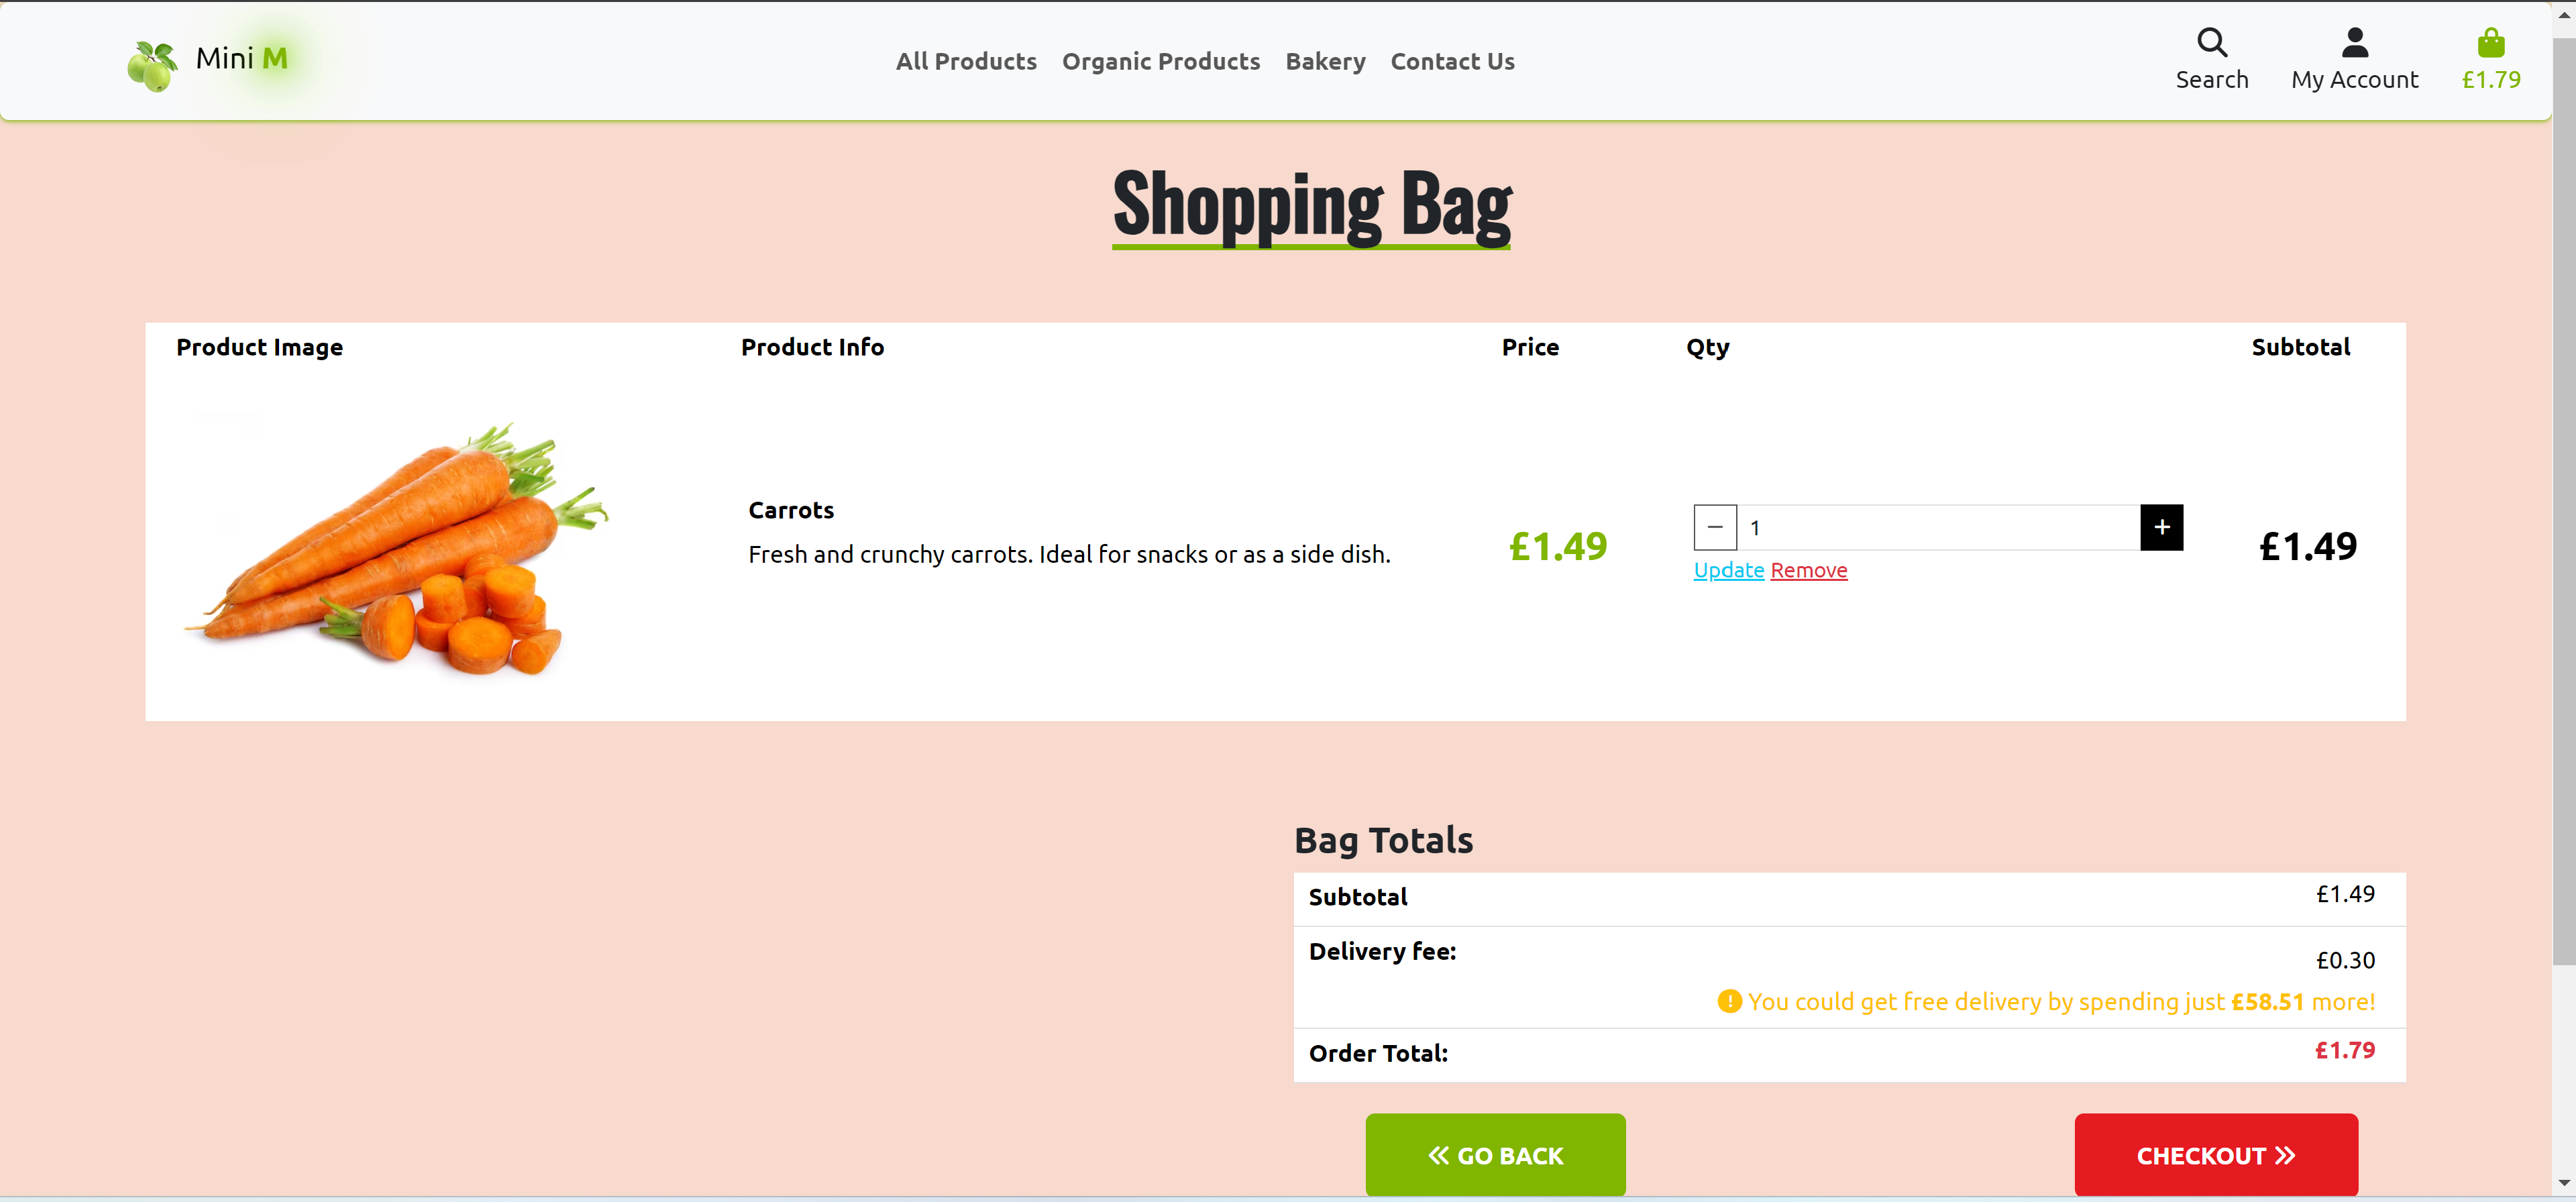 Mini M
All Products Organic Products Bakery Contact Us
Search My Account £1.79
Shopping Bag
Product Image Product Info Price Qty Subtotal
Carrots
Fresh and crunchy carrots. Ideal for snacks or as a side dish.
£1.49
− 1 +
Update Remove
£1.49
Bag Totals
Subtotal £1.49
Delivery fee: £0.30
You could get free delivery by spending just £58.51 more!
Order Total: £1.79
« GO BACK CHECKOUT »